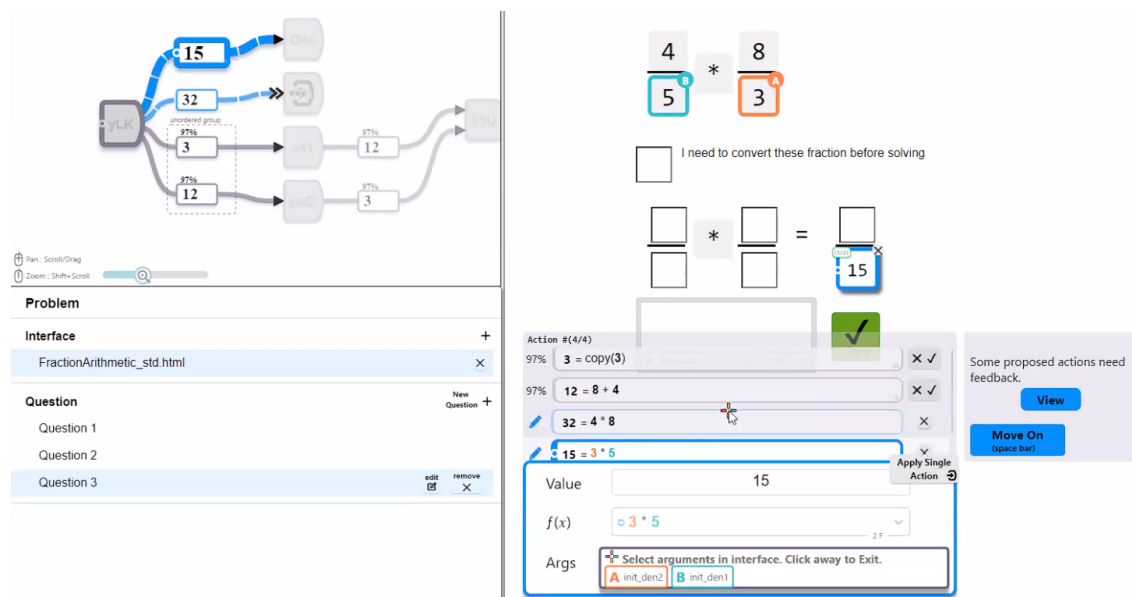 15
32
unordered group
97%
3
97%
12
yLK
97%
12
97%
3
05U
Pan : Scroll/Drag
Zoom : Shift+Scroll
Problem
Interface +
FractionArithmetic_std.html ×
Question
New Question +
Question 1
Question 2
Question 3
edit
remove
×
4 * 8
5 B 3 A
I need to convert these fraction before solving
* =
15
Action #(4/4)
97% 3 = copy(3)
97% 12 = 8 + 4
32 = 4 * 8
15 = 3 * 5
Apply Single
Action
Value 15
f(x) 3 * 5
2 F
Args Select arguments in interface. Click away to Exit.
A init_den2 B init_den1
Some proposed actions need
feedback.
View
Move On
(space bar)